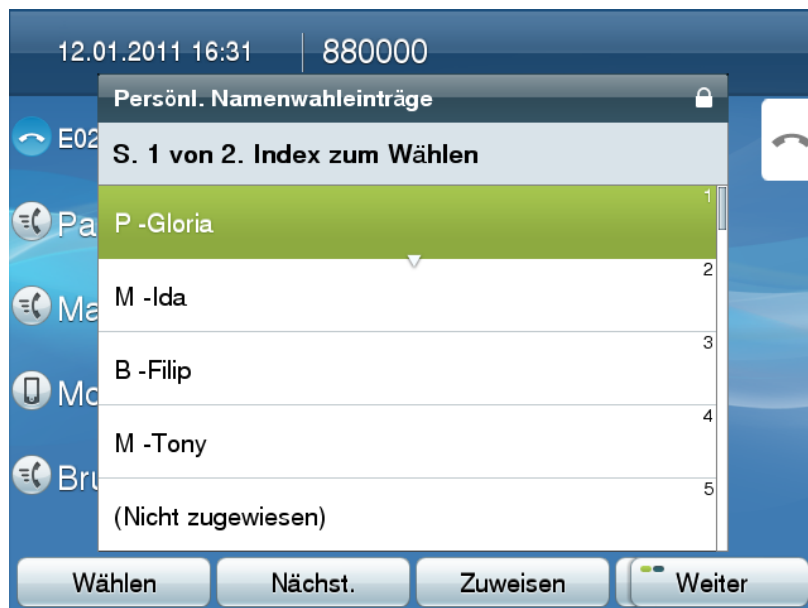 12.01.2011 16:31 880000
Persönl. Namenwahleinträge
S. 1 von 2. Index zum Wählen
E02
1
P -Gloria
Pa
2
M -Ida
Ma
3
B -Filip
Mo
4
M -Tony
Bru
5
(Nicht zugewiesen)
Wählen Nächst. Zuweisen Weiter